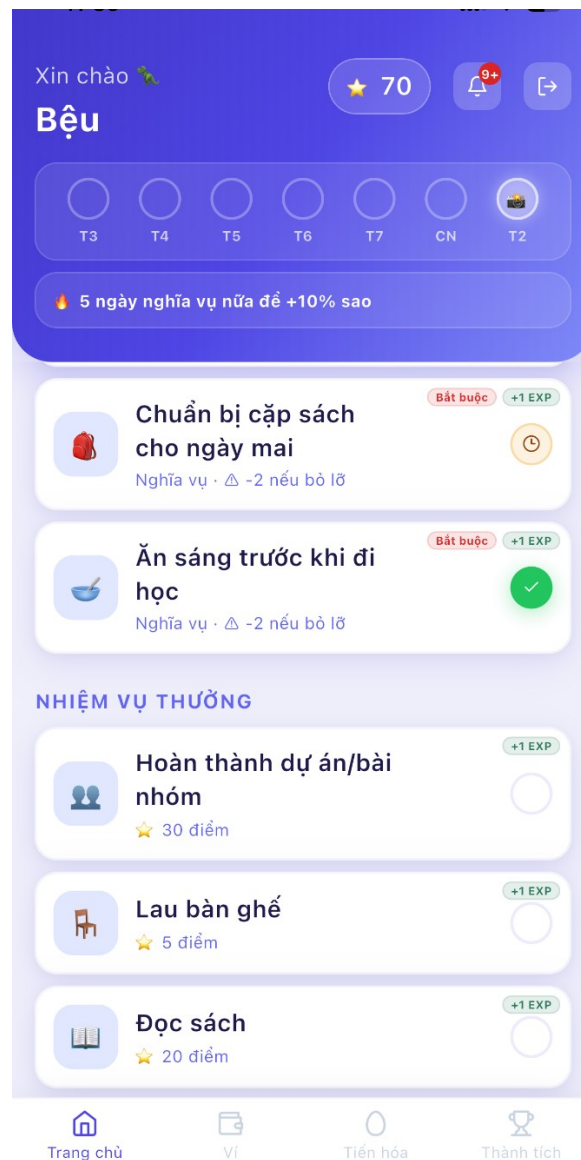 Xin chào
Bệu
70
9+
T3 T4 T5 T6 T7 CN T2
5 ngày nghĩa vụ nữa để +10% sao
Bắt buộc +1 EXP
Chuẩn bị cặp sách
cho ngày mai
Nghĩa vụ · ⚠ -2 nếu bỏ lỡ
Bắt buộc +1 EXP
Ăn sáng trước khi đi
học
Nghĩa vụ · ⚠ -2 nếu bỏ lỡ
NHIỆM VỤ THƯỞNG
+1 EXP
Hoàn thành dự án/bài
nhóm
30 điểm
+1 EXP
Lau bàn ghế
5 điểm
+1 EXP
Đọc sách
20 điểm
Trang chủ Ví Tiến hóa Thành tích